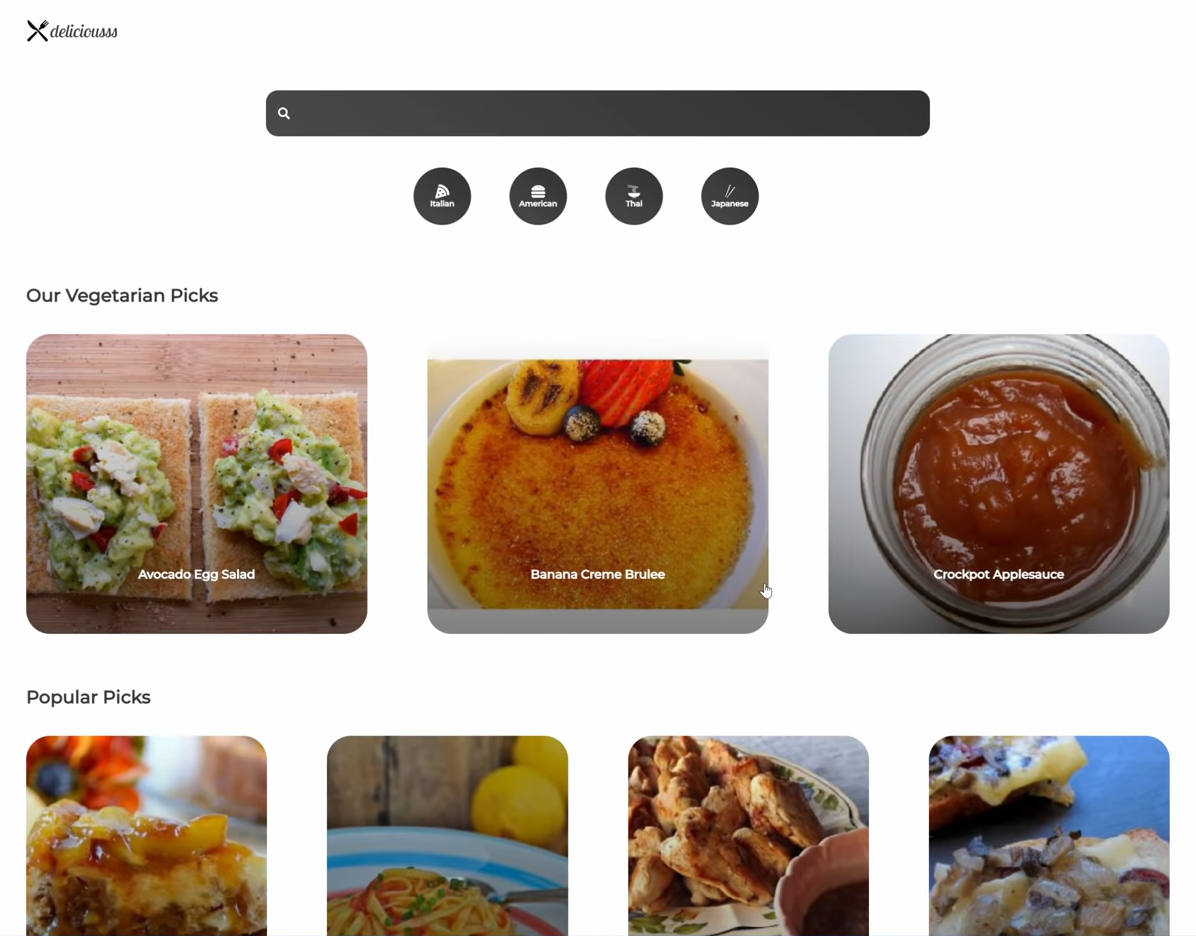 deliciousss
Italian
American
Thai
Japanese
Our Vegetarian Picks
Avocado Egg Salad
Banana Creme Brulee
Crockpot Applesauce
Popular Picks